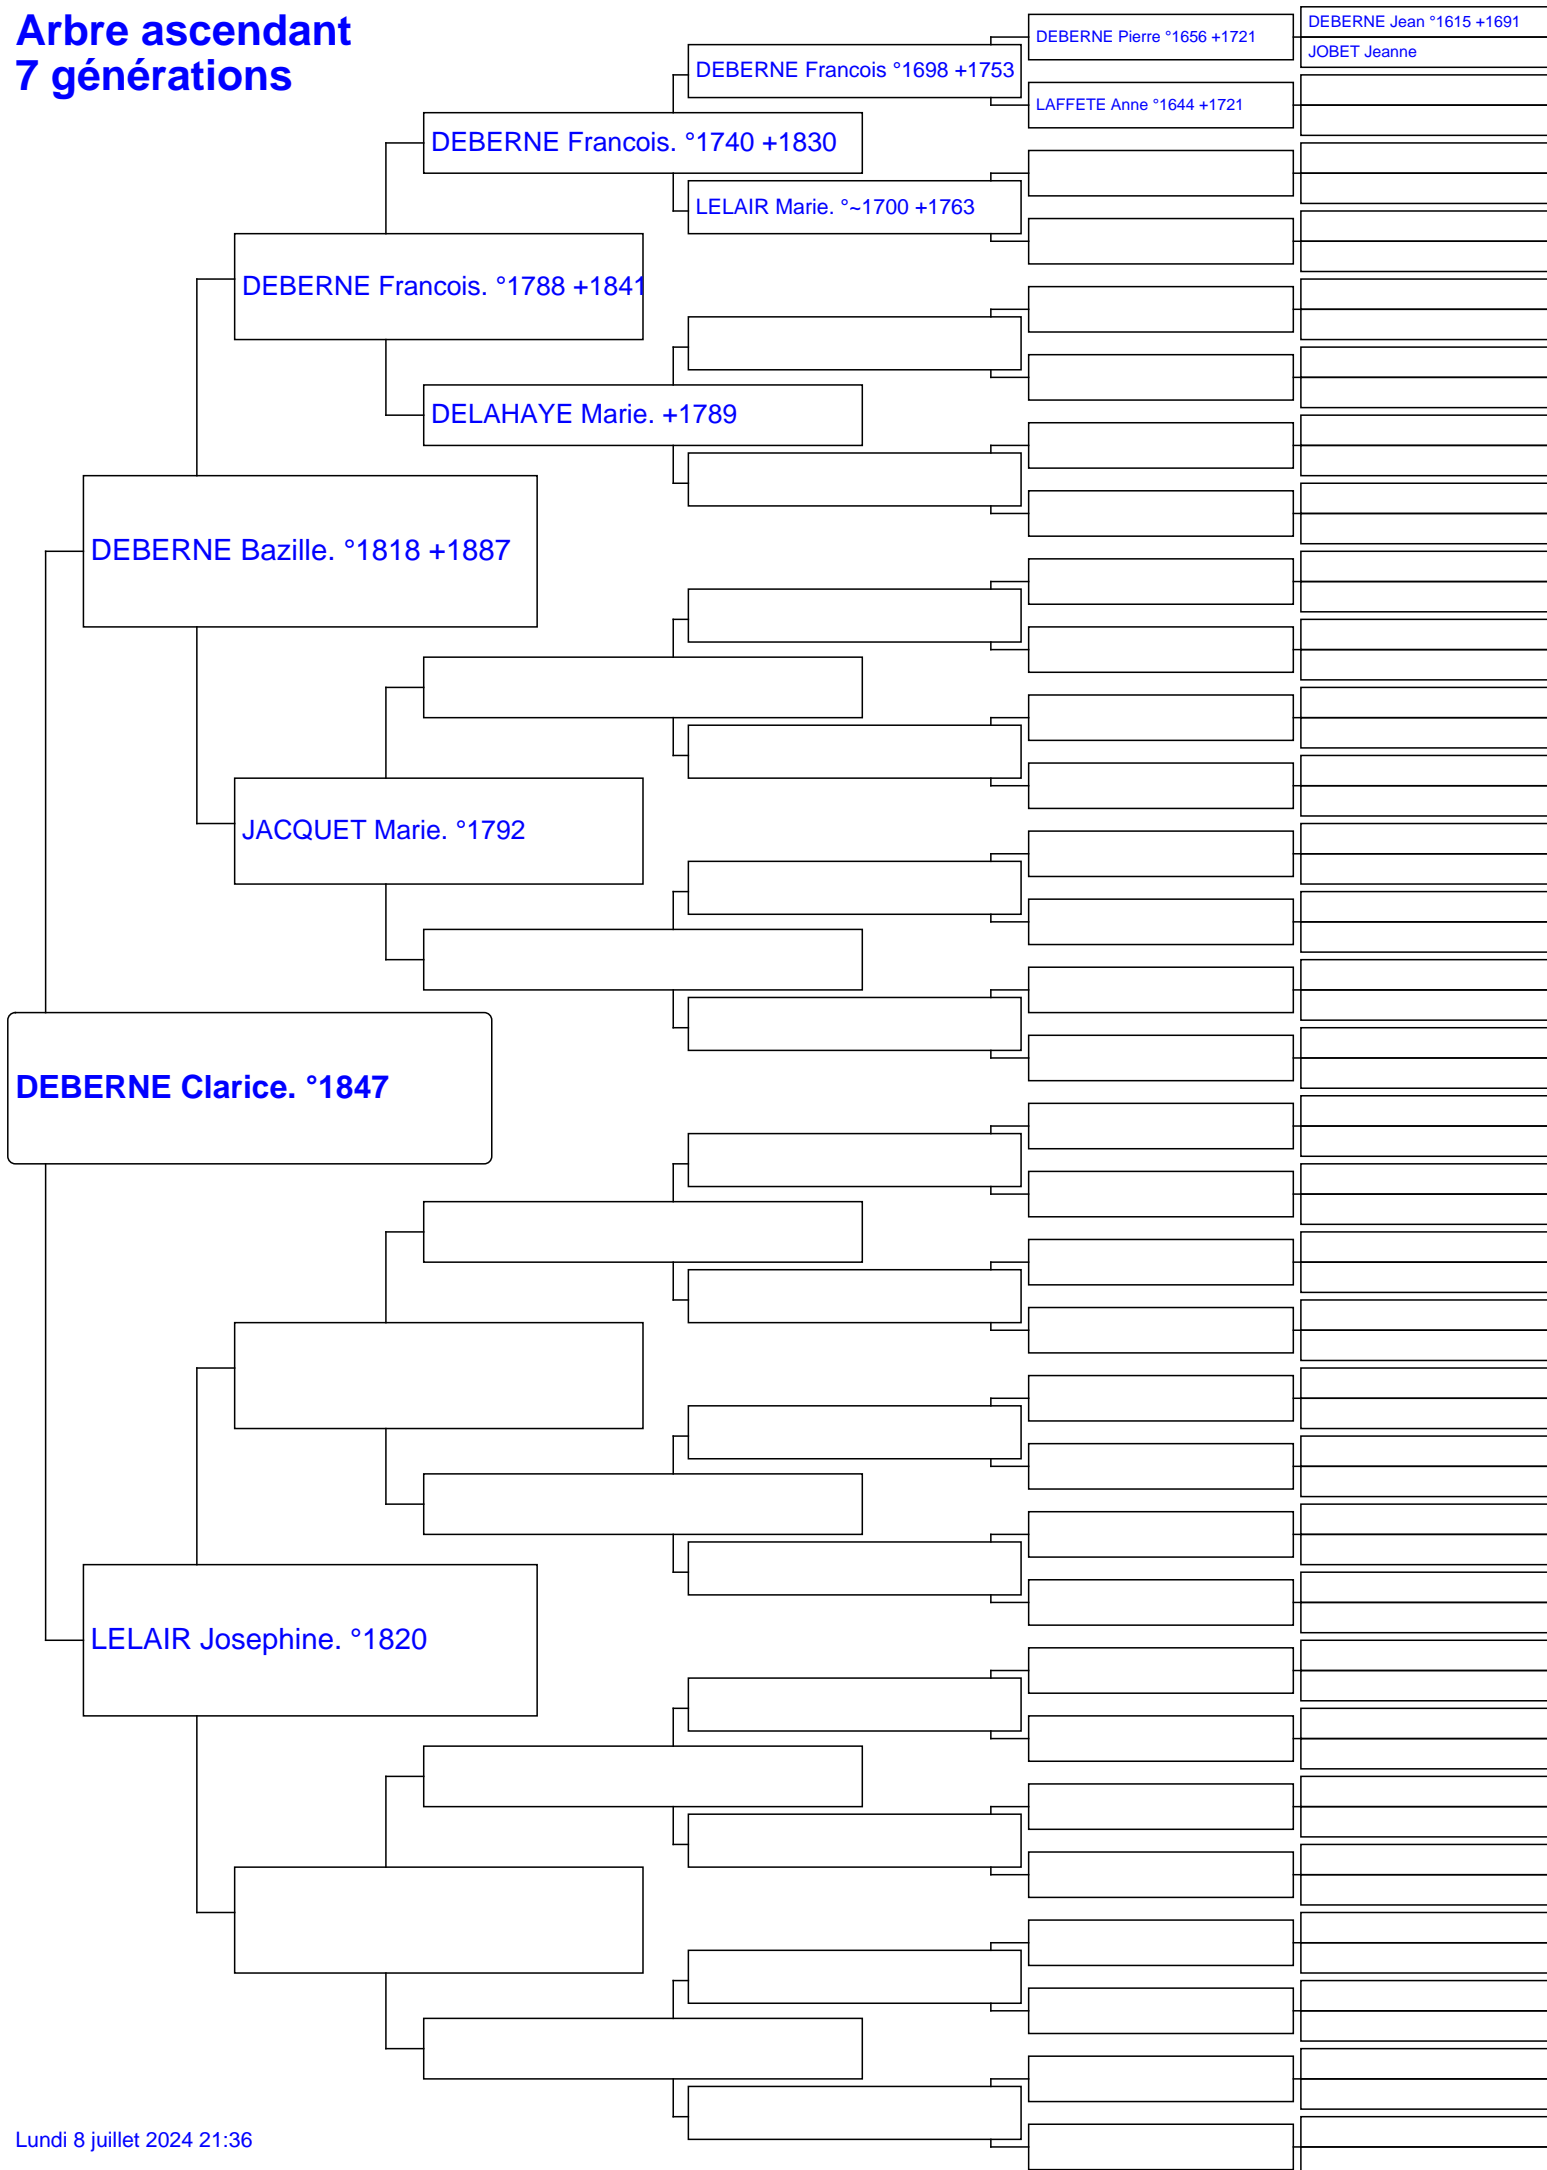 Arbre ascendant
7 générations
DEBERNE Jean °1615 +1691
DEBERNE Pierre °1656 +1721
JOBET Jeanne
DEBERNE Francois °1698 +1753
LAFFETE Anne °1644 +1721
DEBERNE Francois. °1740 +1830
LELAIR Marie. °~1700 +1763
DEBERNE Francois. °1788 +1841
DELAHAYE Marie. +1789
DEBERNE Bazille. °1818 +1887
JACQUET Marie. °1792
DEBERNE Clarice. °1847
LELAIR Josephine. °1820
Lundi 8 juillet 2024 21:36